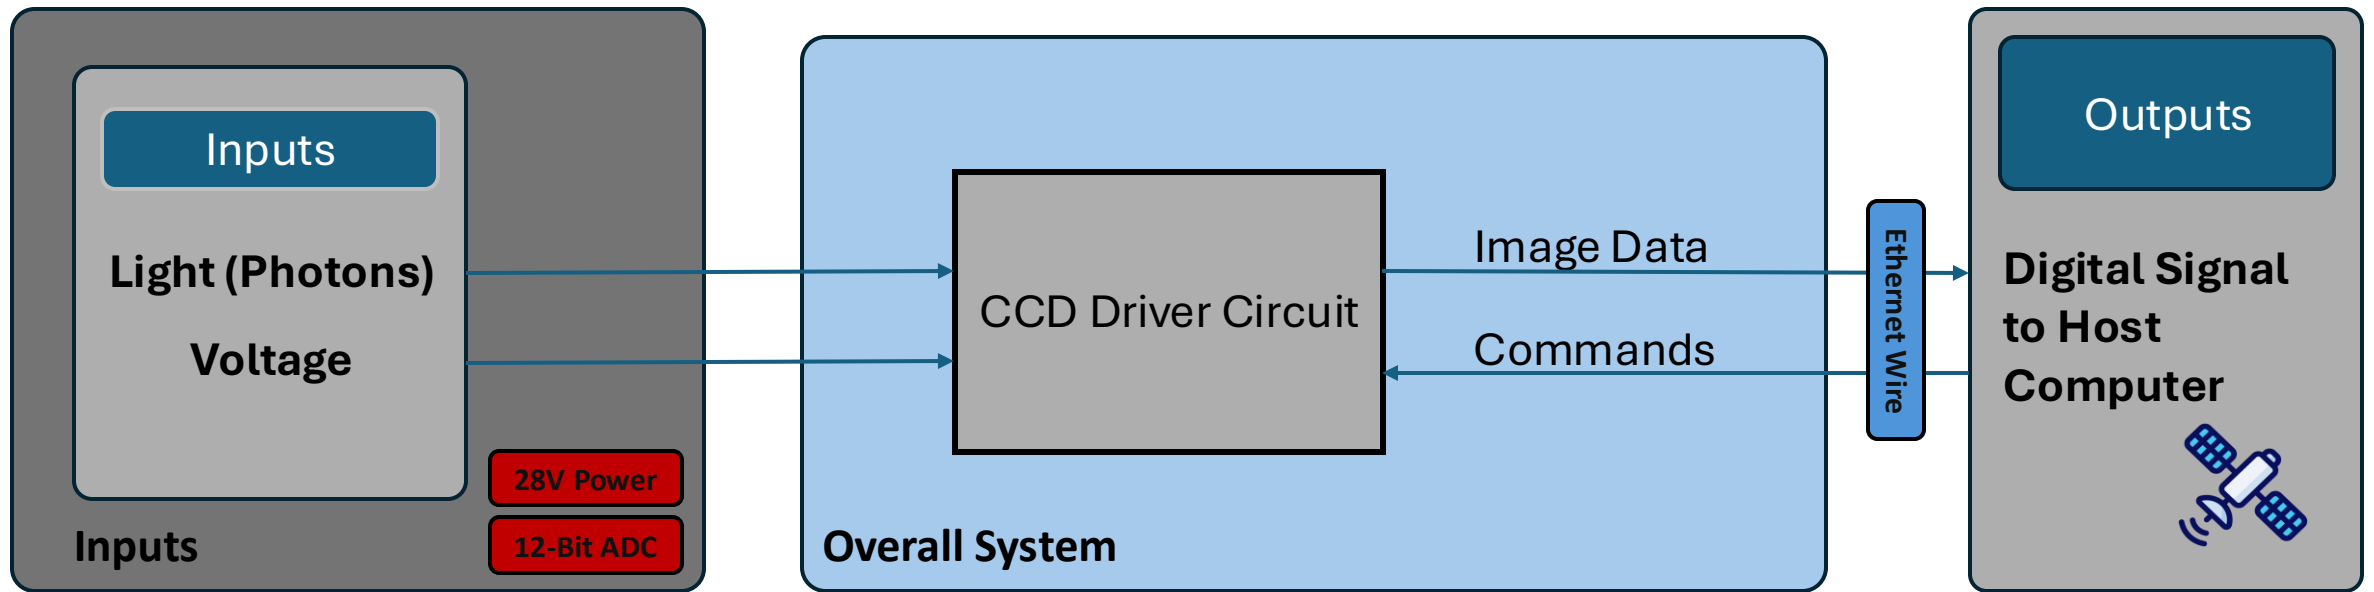 Inputs
Light (Photons)
Voltage
28V Power
12-Bit ADC
Inputs
CCD Driver Circuit
Image Data
Commands
Overall System
Ethernet Wire
Outputs
Digital Signal
to Host
Computer